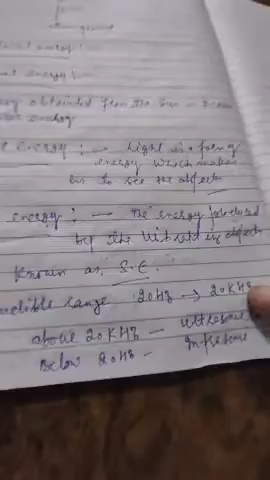 ground
energy :-
energy obtained from the Sun
energy
energy :- Light is a form of
energy which makes
us to see the objects
energy :- The energy produced
by the vibrating objects
known as S.E.
audible range 20Hz → 20KHz
above 20KHz - ultrasonic
Below 20Hz - Infrasonic